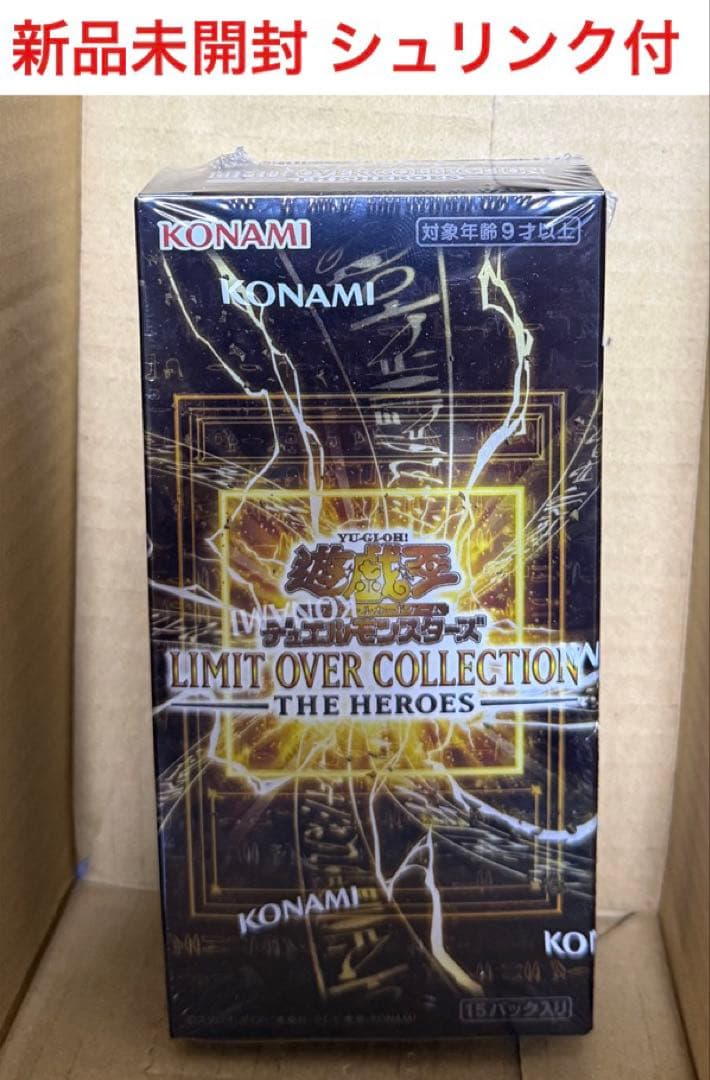 新品未開封 シュリンク付
KONAMI
対象年齢9才以上
KONAMI
YU-GI-OH!
遊戯王
KONAMI
デュエルモンスターズ
LIMIT OVER COLLECTION
THE HEROES
KONAMI
KO
15パック入り